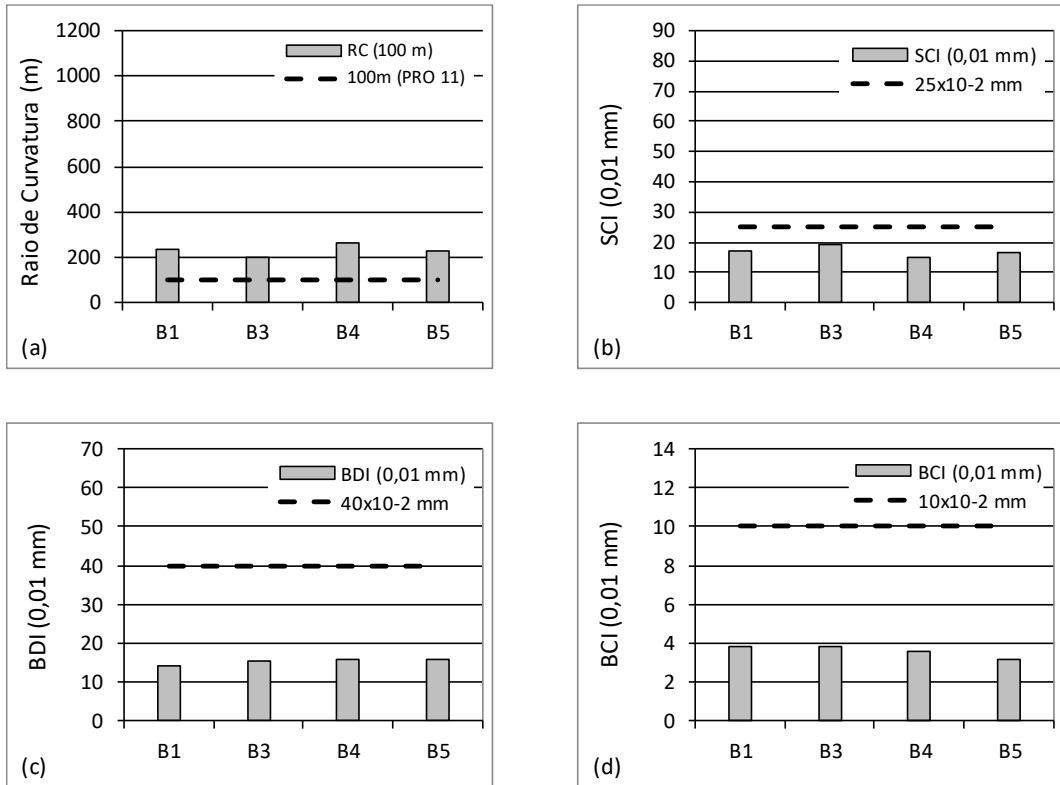 1200
1000
800
600
400
200
0
Raio de Curvatura (m)
RC (100 m)
100m (PRO 11)
B1 B3 B4 B5
(a)
90
80
70
60
50
40
30
20
10
0
SCI (0,01 mm)
SCI (0,01 mm)
25x10-2 mm
B1 B3 B4 B5
(b)
70
60
50
40
30
20
10
0
BDI (0,01 mm)
BDI (0,01 mm)
40x10-2 mm
B1 B3 B4 B5
(c)
14
12
10
8
6
4
2
0
BCI (0,01 mm)
BCI (0,01 mm)
10x10-2 mm
B1 B3 B4 B5
(d)